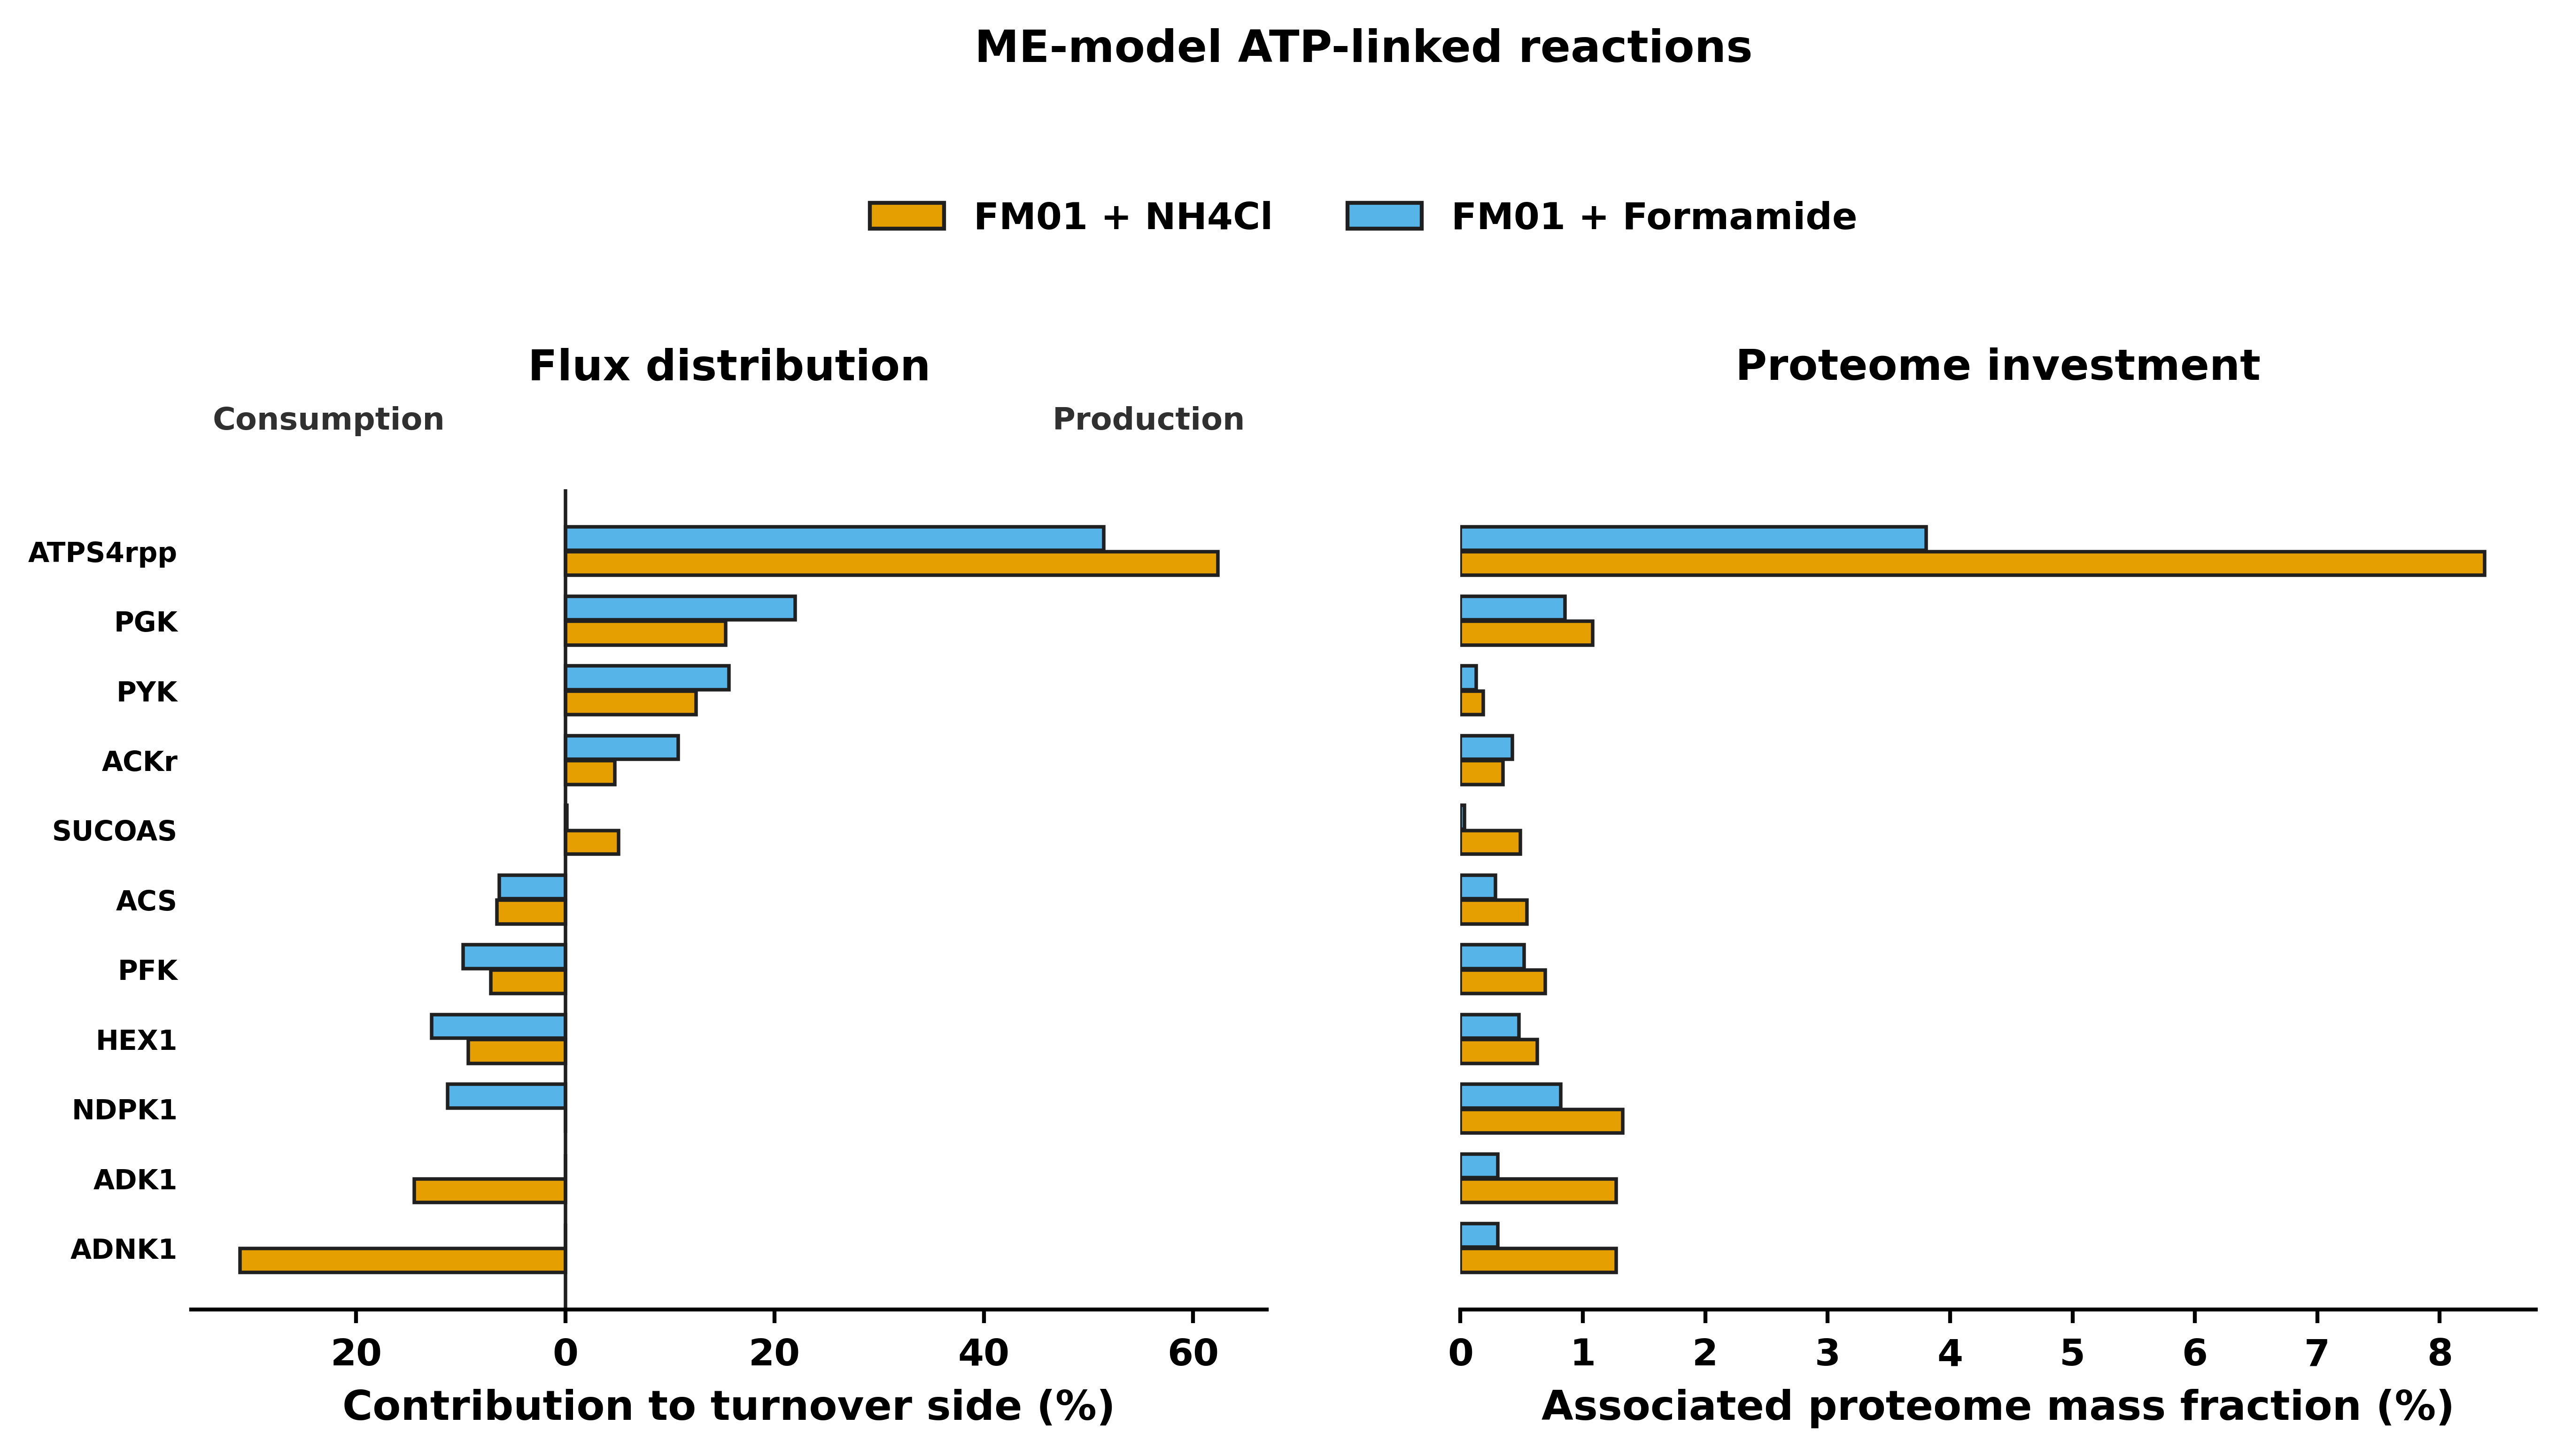 ME-model ATP-linked reactions
FM01 + NH4Cl FM01 + Formamide
Flux distribution
Consumption Production
ATPS4rpp
PGK
PYK
ACKr
SUCOAS
ACS
PFK
HEX1
NDPK1
ADK1
ADNK1
20 0 20 40 60
Contribution to turnover side (%)
Proteome investment
0 1 2 3 4 5 6 7 8
Associated proteome mass fraction (%)